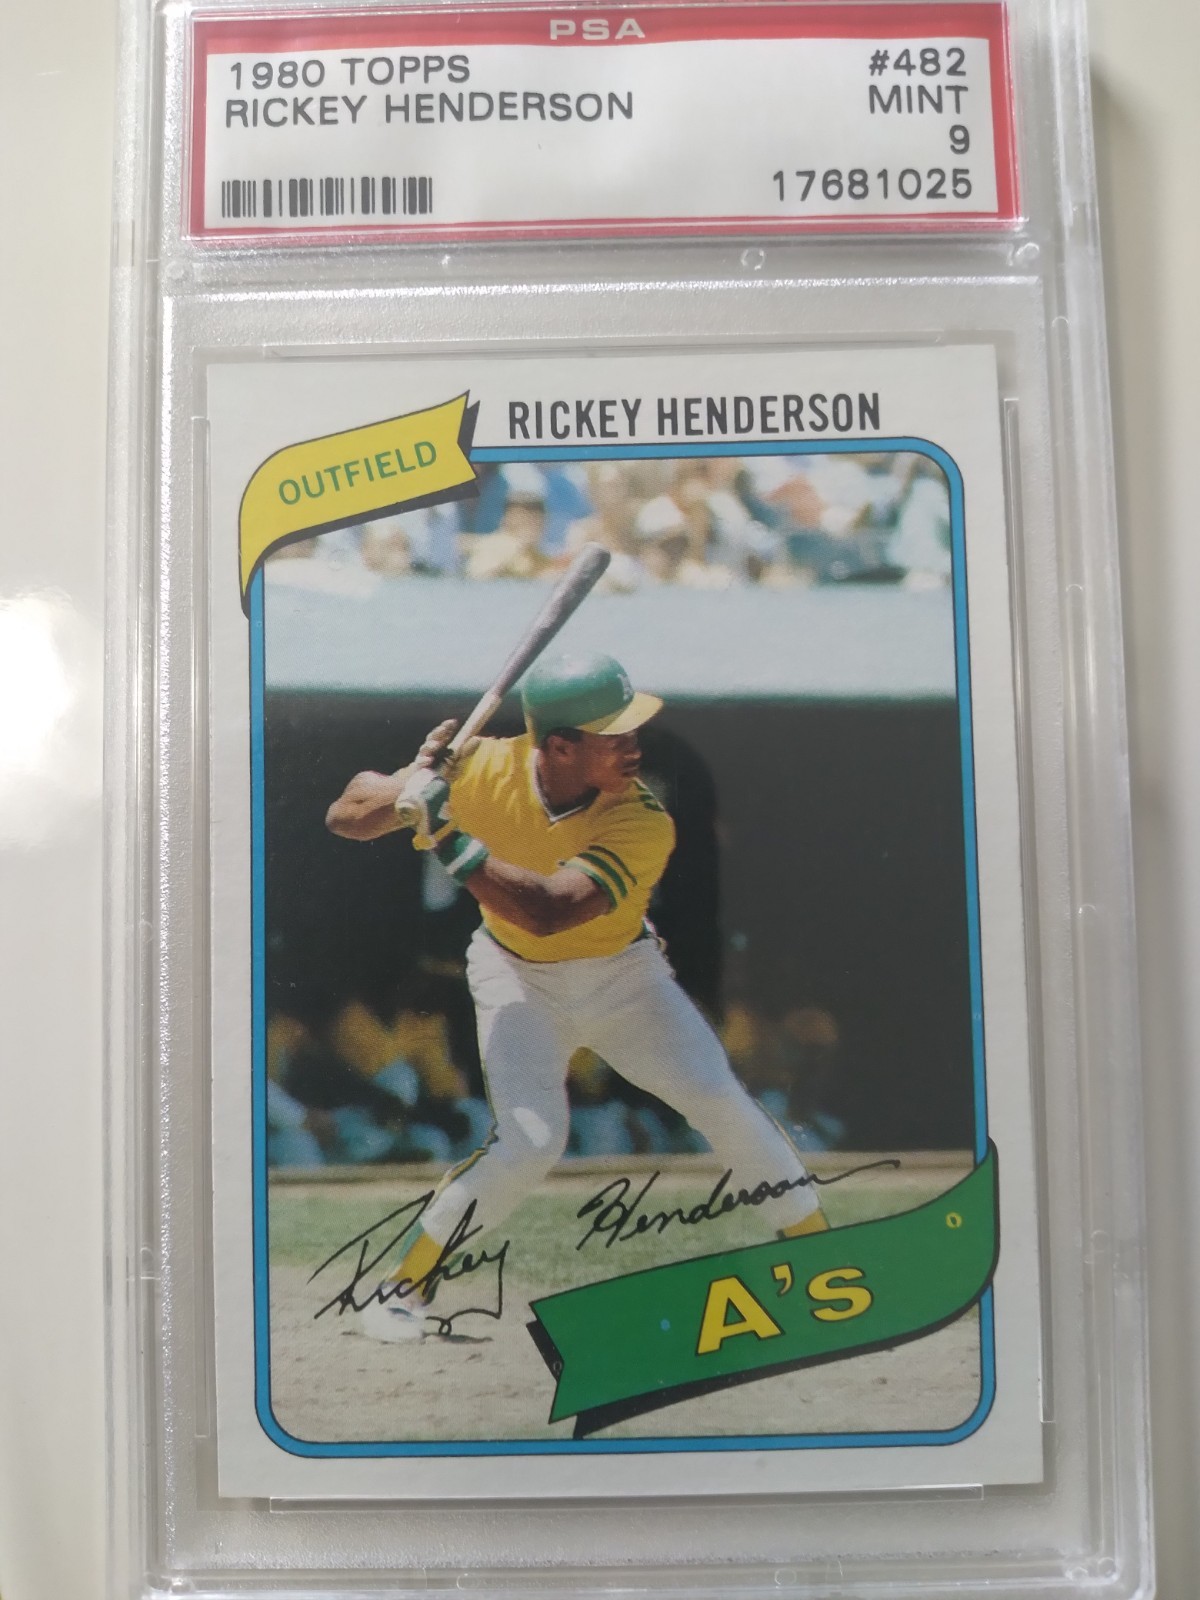 PSA
1980 TOPPS #482
RICKEY HENDERSON MINT
9
17681025
RICKEY HENDERSON
OUTFIELD
Rickey Henderson
A's